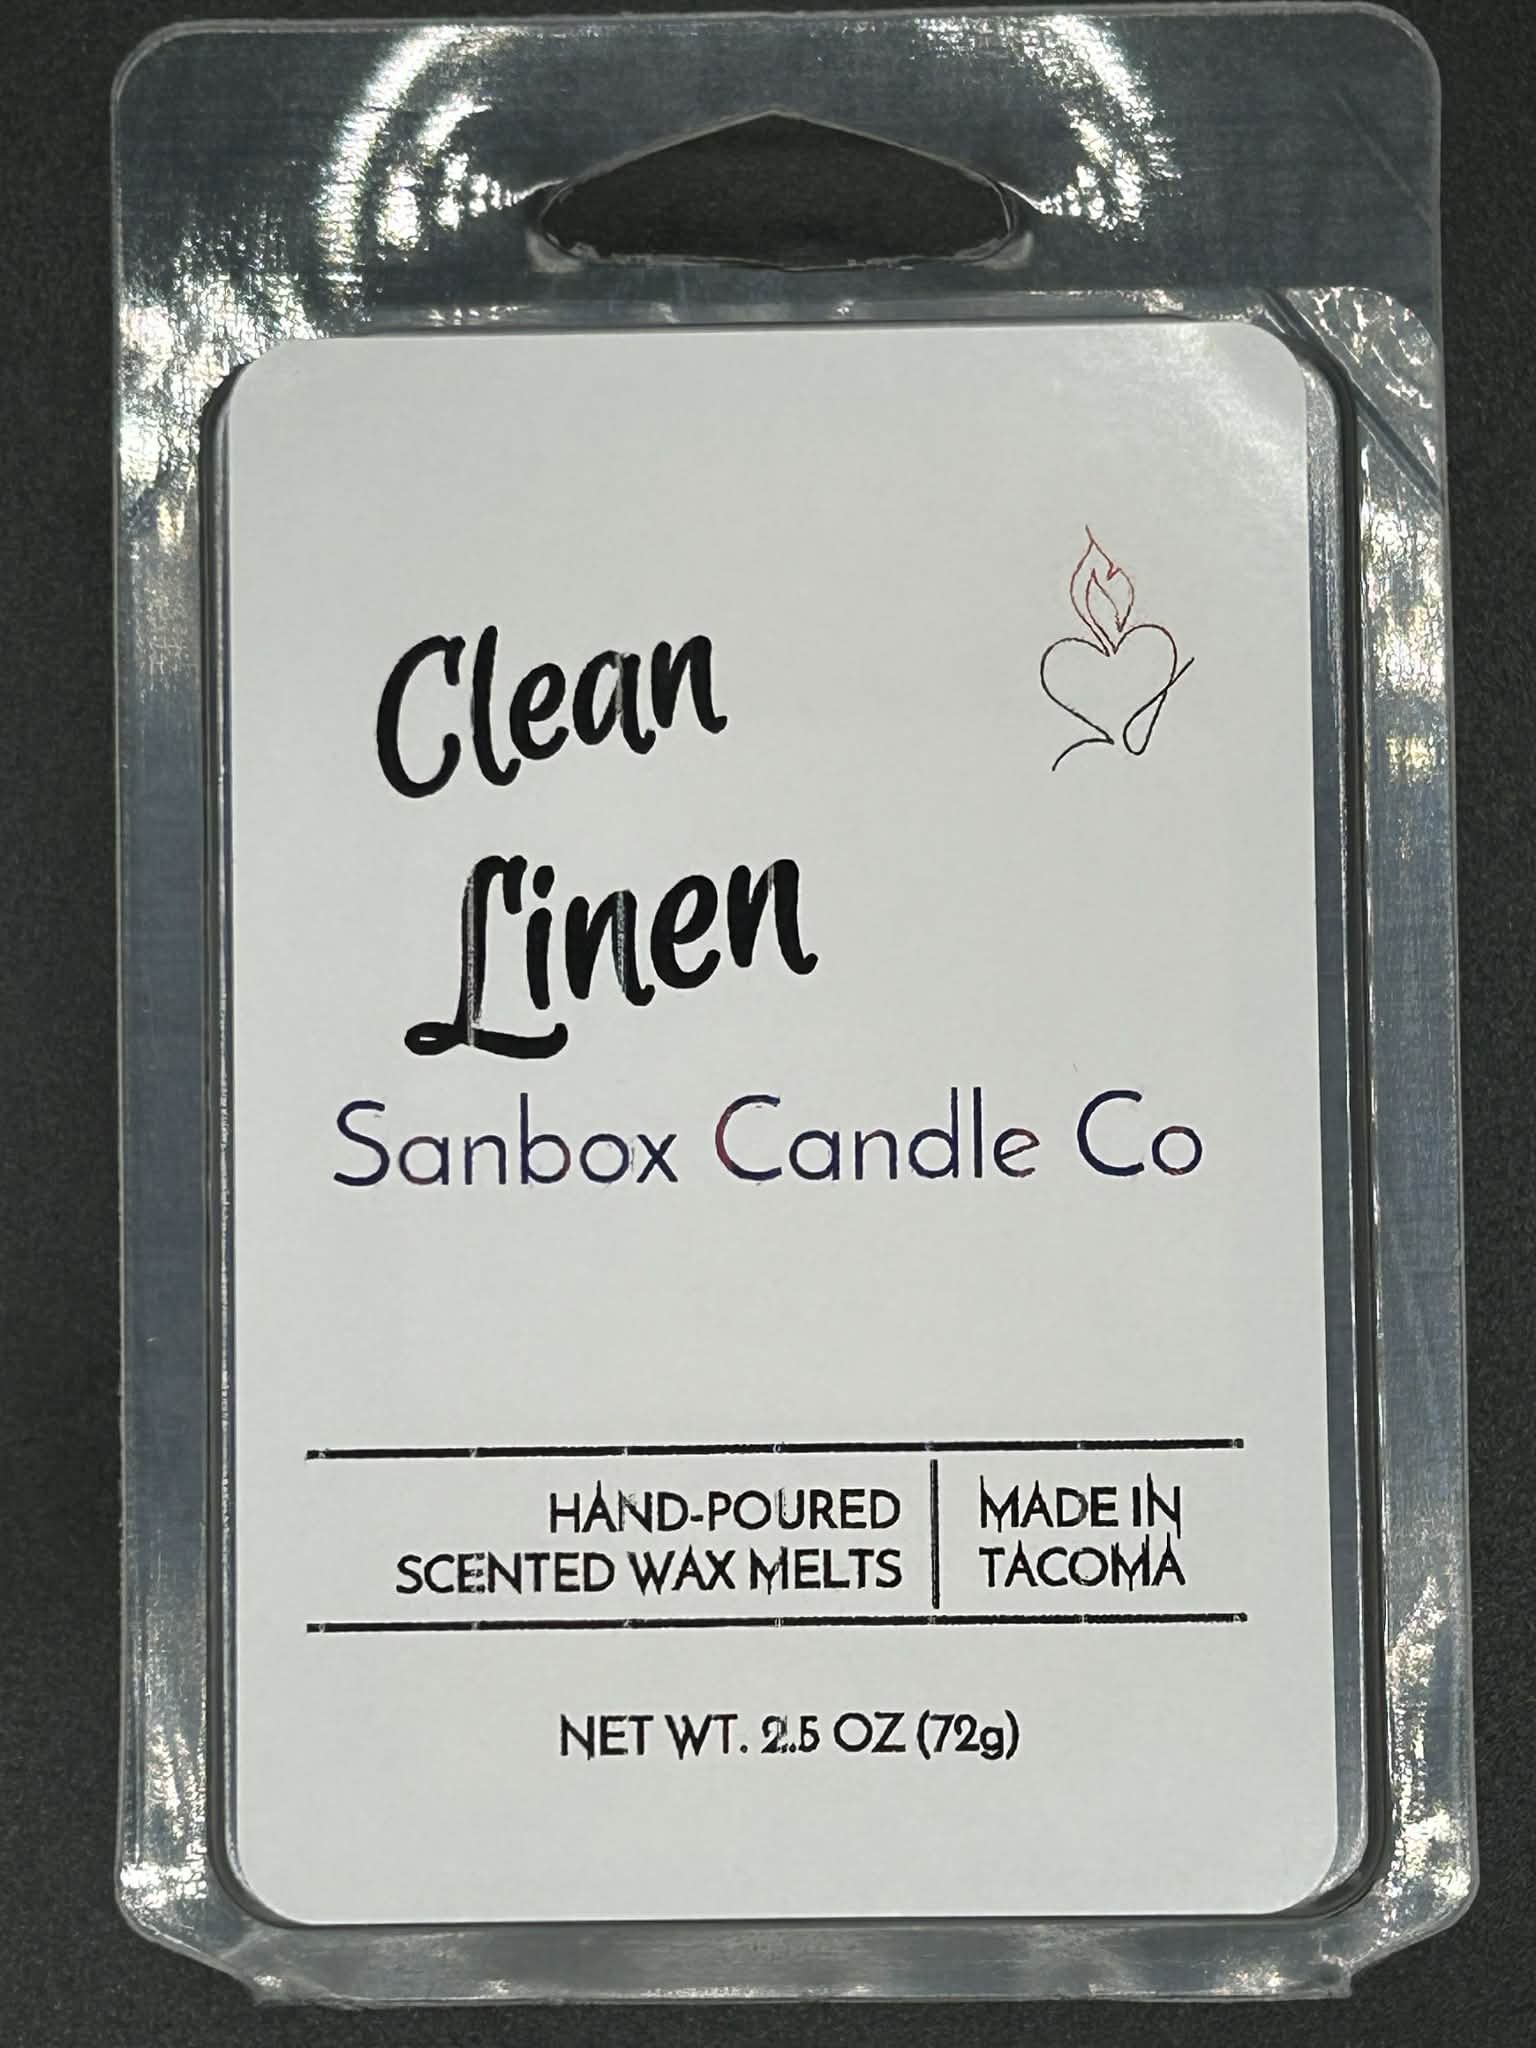 Clean
Linen
Sanbox Candle Co
HAND-POURED
SCENTED WAX MELTS
MADE IN
TACOMA
NET WT. 2.5 OZ (72g)